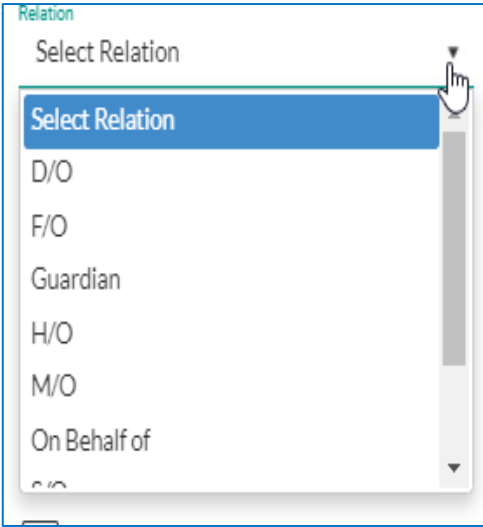 Relation
Select Relation
Select Relation
D/O
F/O
Guardian
H/O
M/O
On Behalf of